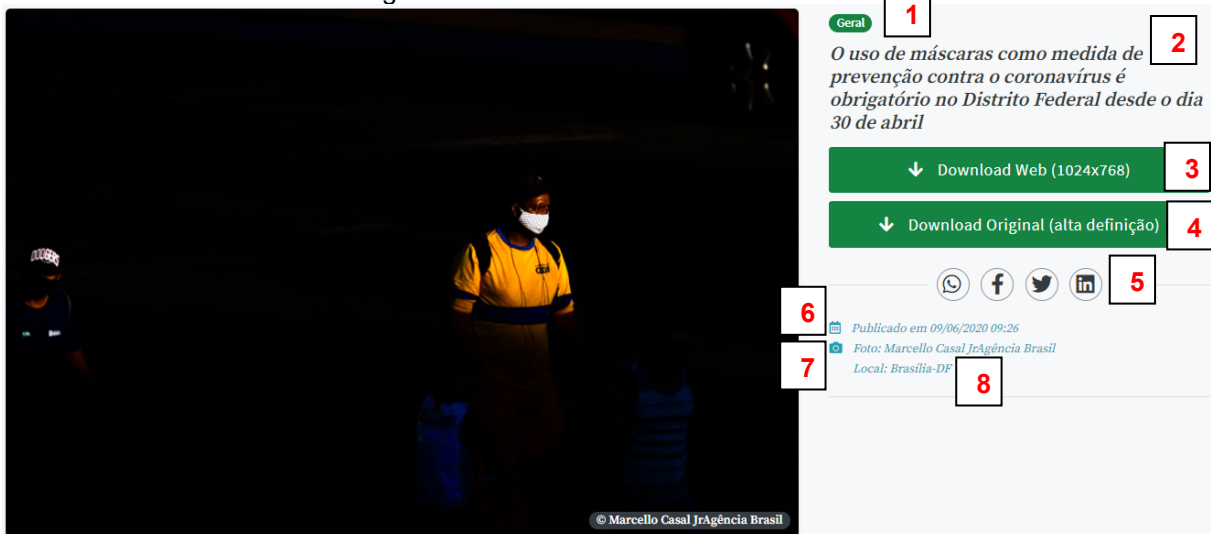 1
Geral
2
O uso de máscaras como medida de
prevenção contra o coronavírus é
obrigatório no Distrito Federal desde o dia
30 de abril
Download Web (1024x768)
3
Download Original (alta definição)
4
5
6
Publicado em 09/06/2020 09:26
7
Foto: Marcello Casal JrAgência Brasil
Local: Brasília-DF
8
DODGERS
© Marcello Casal JrAgência Brasil